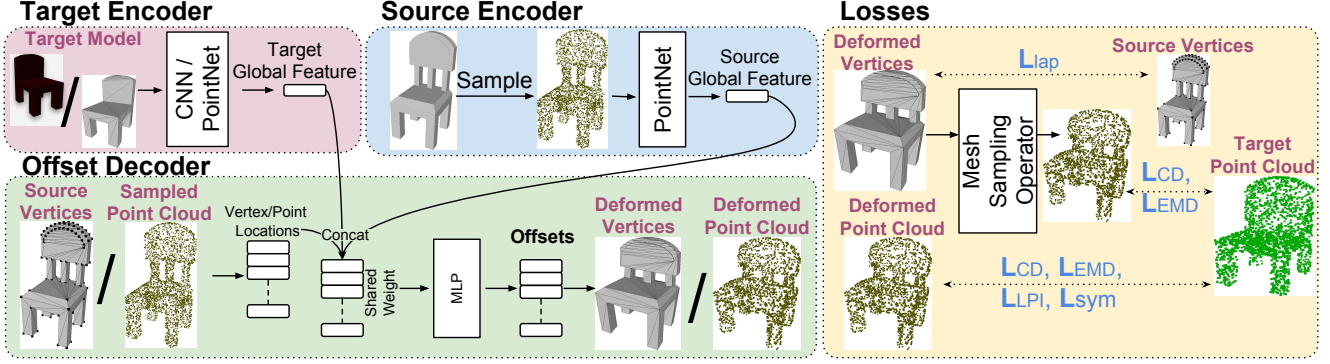 Target Encoder
Target Model
CNN /
PointNet
Target
Global Feature
/
Source Encoder
Sample
PointNet
Source
Global Feature
Offset Decoder
Source
Vertices
/
Sampled
Point Cloud
Vertex/Point
Locations
Concat
Shared
Weight
MLP
Offsets
Deformed
Vertices
/
Deformed
Point Cloud
Losses
Deformed
Vertices
Llap
Source Vertices
Mesh
Sampling
Operator
LCD,
LEMD
Target
Point Cloud
Deformed
Point Cloud
LCD, LEMD,
LLPI, Lsym